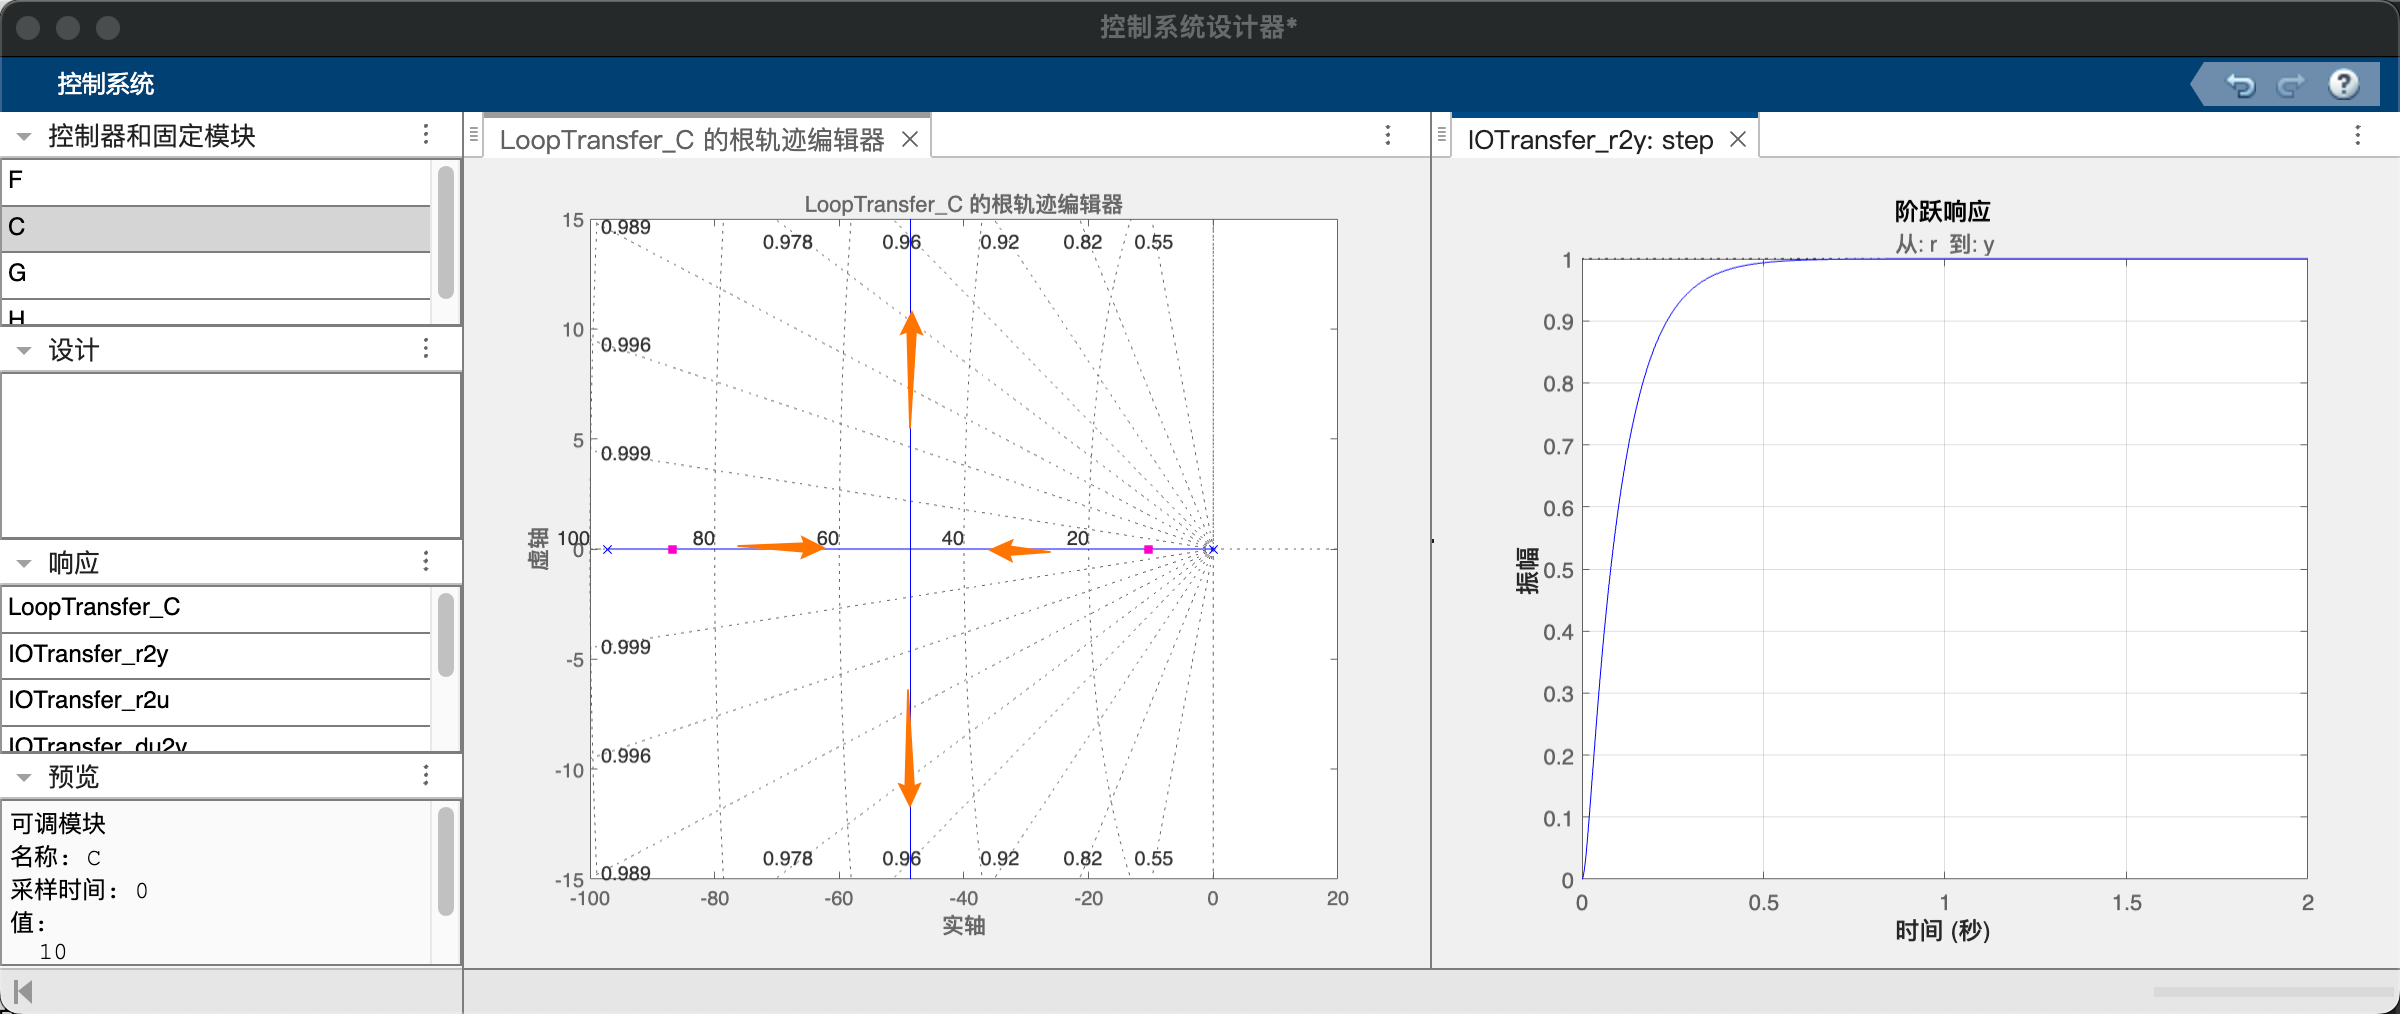 控制系统设计器*
控制系统
控制器和固定模块
F
C
G
H
设计
响应
LoopTransfer_C
IOTransfer_r2y
IOTransfer_r2u
IOTransfer_du2y
预览
可调模块
名称: C
采样时间: 0
值:
10
LoopTransfer_C 的根轨迹编辑器
LoopTransfer_C 的根轨迹编辑器
15
10
5
0
-5
-10
-15
虚轴
0.989
0.978
0.96
0.92
0.82
0.55
0.996
0.999
100
80
60
40
20
0.999
0.996
0.989
0.978
0.96
0.92
0.82
0.55
-100
-80
-60
-40
-20
0
20
实轴
IOTransfer_r2y: step
阶跃响应
从: r 到: y
1
0.9
0.8
0.7
0.6
0.5
0.4
0.3
0.2
0.1
0
振幅
0
0.5
1
1.5
2
时间 (秒)